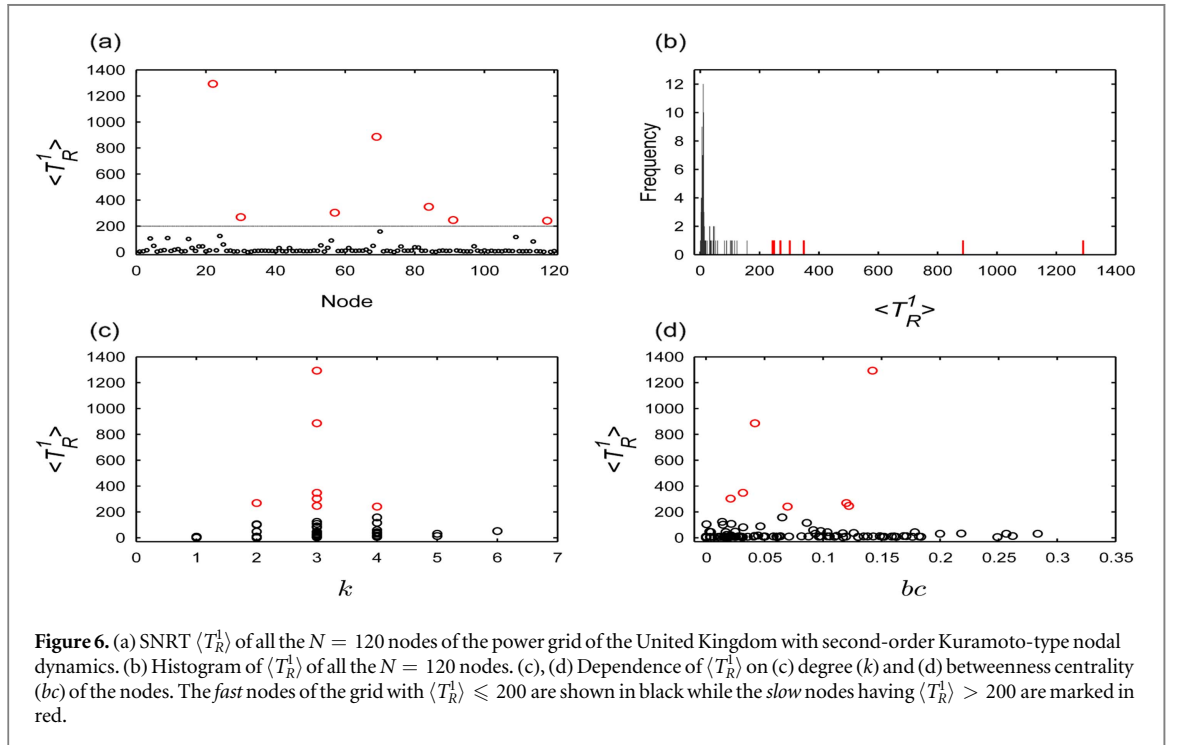 (a)
1400
1200
1000
800
600
400
200
0
<T_R^1>
0 20 40 60 80 100 120
Node
(b)
12
10
8
6
4
2
0
Frequency
0 200 400 600 800 1000 1200 1400
<T_R^1>
(c)
1400
1200
1000
800
600
400
200
0
<T_R^1>
0 1 2 3 4 5 6 7
k
(d)
1400
1200
1000
800
600
400
200
0
<T_R^1>
0 0.05 0.1 0.15 0.2 0.25 0.3 0.35
bc
Figure 6. (a) SNRT ⟨T_R^1⟩ of all the N = 120 nodes of the power grid of the United Kingdom with second-order Kuramoto-type nodal
dynamics. (b) Histogram of ⟨T_R^1⟩ of all the N = 120 nodes. (c), (d) Dependence of ⟨T_R^1⟩ on (c) degree (k) and (d) betweenness centrality
(bc) of the nodes. The fast nodes of the grid with ⟨T_R^1⟩ ⩽ 200 are shown in black while the slow nodes having ⟨T_R^1⟩ > 200 are marked in
red.